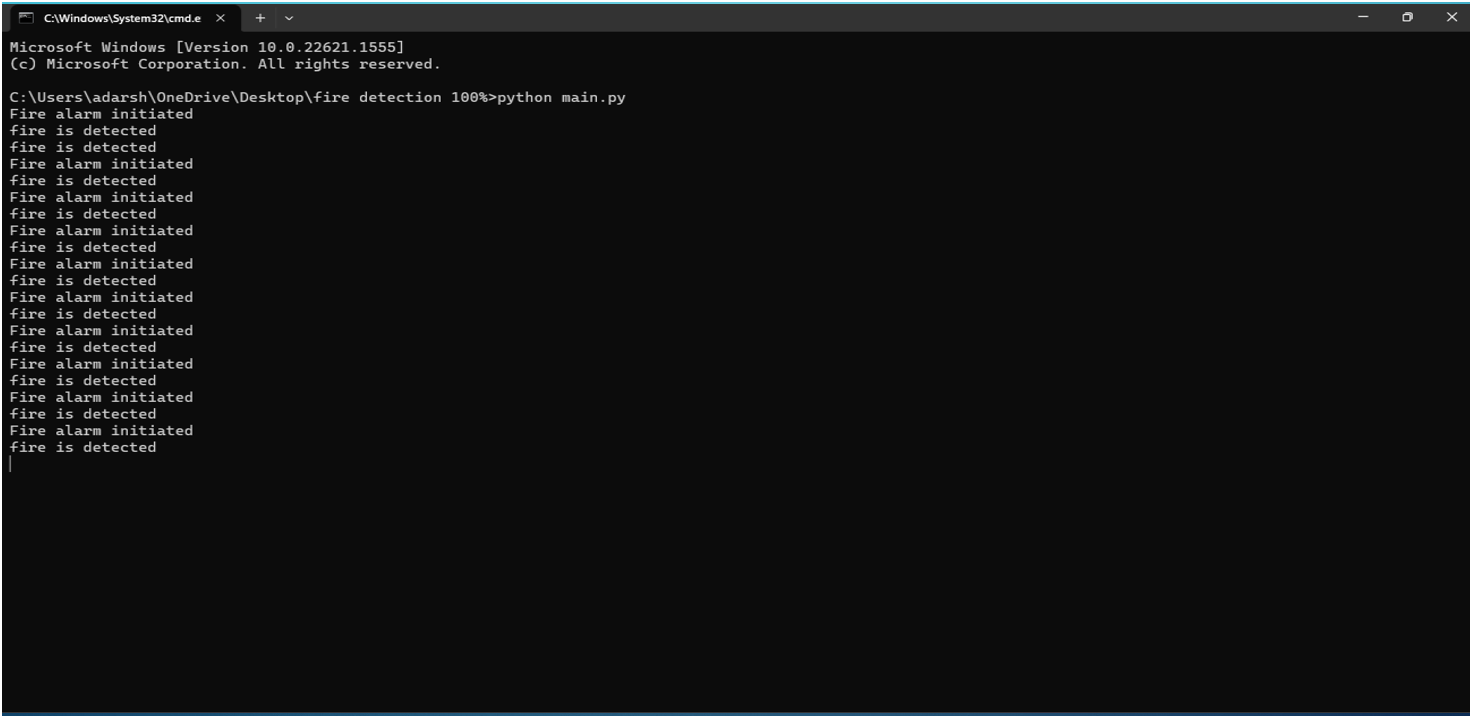 C:\Windows\System32\cmd.e
Microsoft Windows [Version 10.0.22621.1555]
(c) Microsoft Corporation. All rights reserved.
C:\Users\adarsh\OneDrive\Desktop\fire detection 100%>python main.py
Fire alarm initiated
fire is detected
fire is detected
Fire alarm initiated
fire is detected
Fire alarm initiated
fire is detected
Fire alarm initiated
fire is detected
Fire alarm initiated
fire is detected
Fire alarm initiated
fire is detected
Fire alarm initiated
fire is detected
Fire alarm initiated
fire is detected
Fire alarm initiated
fire is detected
Fire alarm initiated
fire is detected